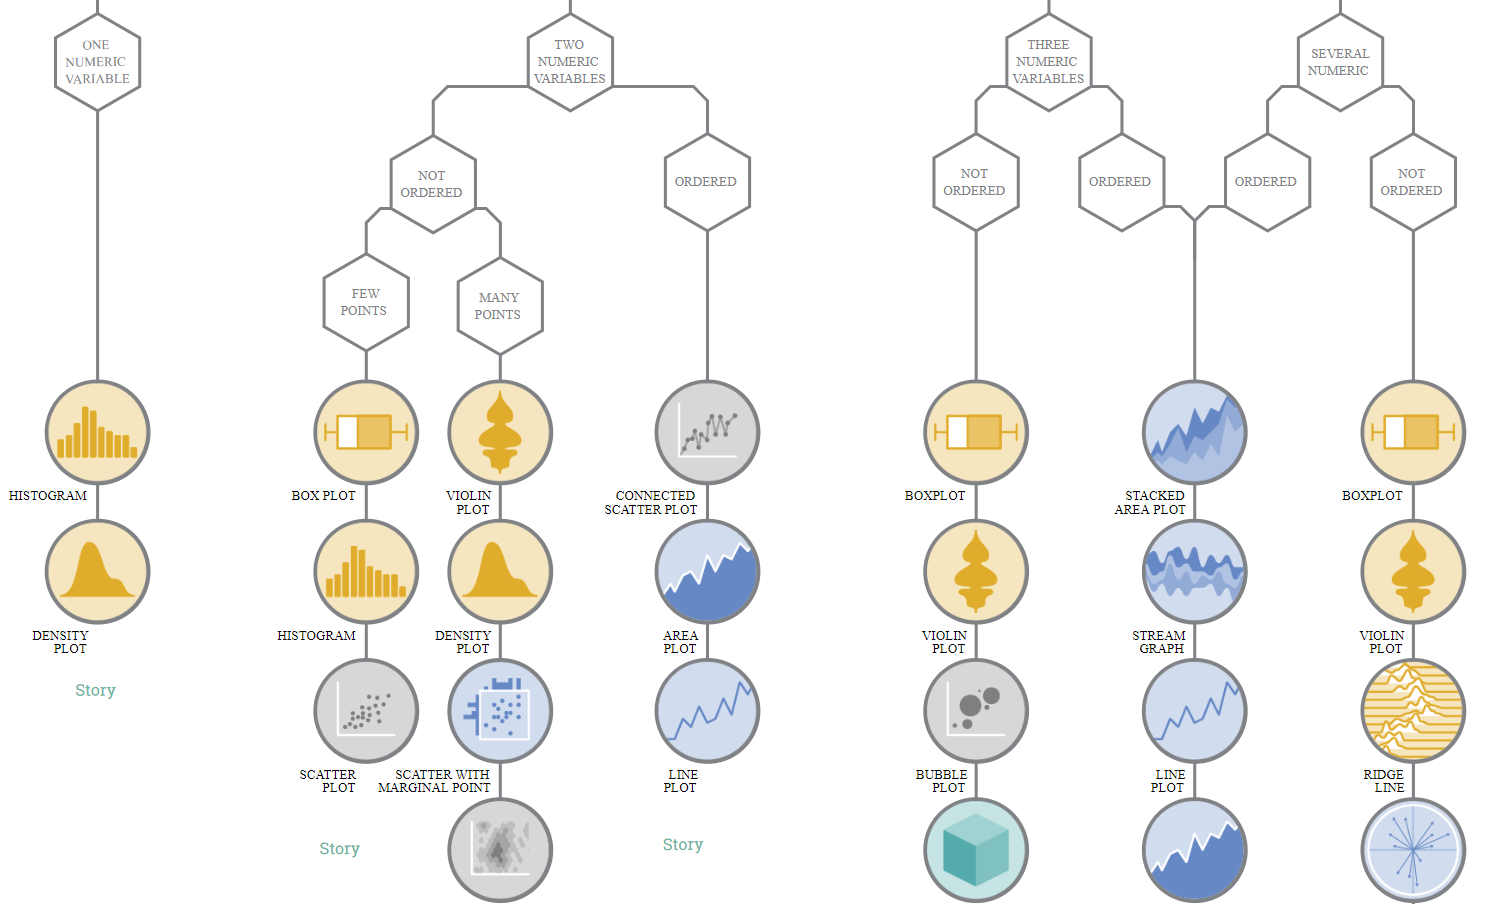 ONE
NUMERIC
VARIABLE
TWO
NUMERIC
VARIABLES
THREE
NUMERIC
VARIABLES
SEVERAL
NUMERIC
NOT
ORDERED
ORDERED
NOT
ORDERED
ORDERED
ORDERED
NOT
ORDERED
FEW
POINTS
MANY
POINTS
HISTOGRAM
BOX PLOT
VIOLIN
PLOT
CONNECTED
SCATTER PLOT
BOXPLOT
STACKED
AREA PLOT
BOXPLOT
DENSITY
PLOT
HISTOGRAM
DENSITY
PLOT
AREA
PLOT
VIOLIN
PLOT
STREAM
GRAPH
VIOLIN
PLOT
Story
SCATTER
PLOT
SCATTER WITH
MARGINAL POINT
LINE
PLOT
BUBBLE
PLOT
LINE
PLOT
RIDGE
LINE
Story
Story